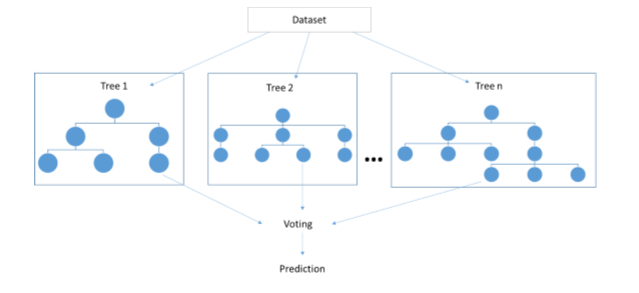 Dataset
Tree 1
Tree 2
Tree n
...
Voting
Prediction